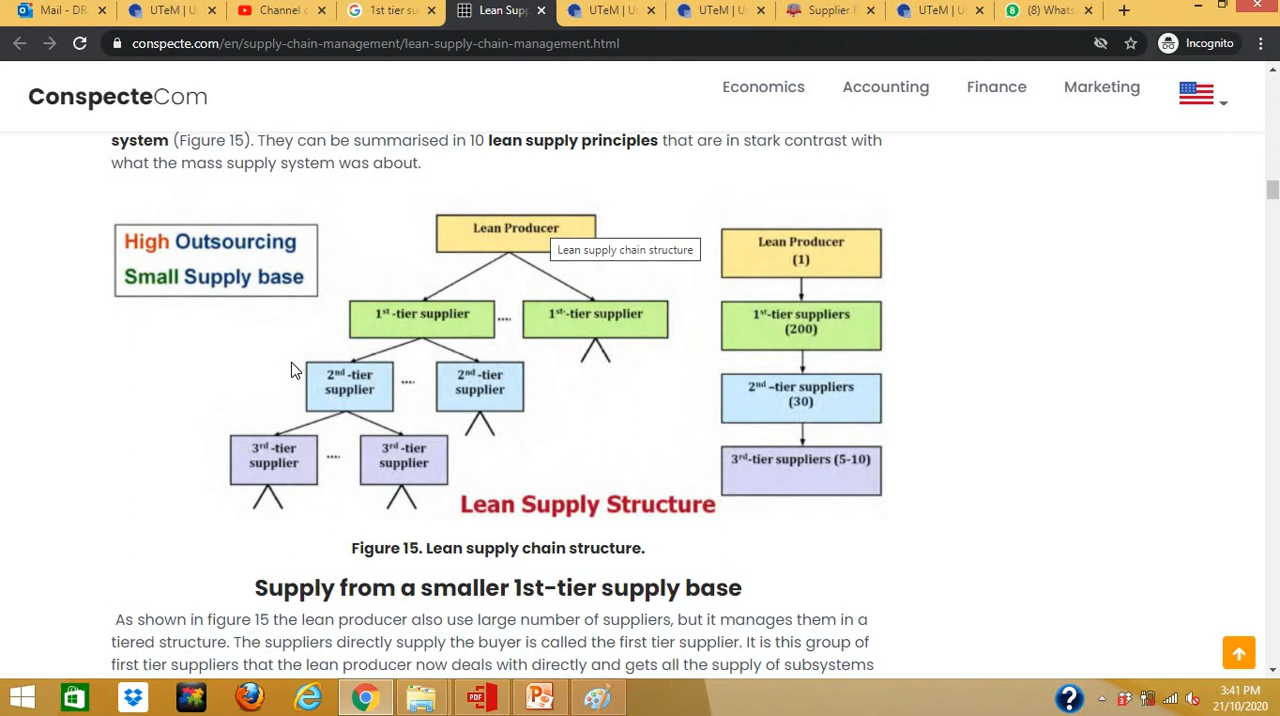 Mail - DR.
UTeM | U
Channel c
1st tier su
Lean Sup
UTeM | Un
UTeM | Un
Supplier
UTeM | U
(8) Whats
conspecte.com/en/supply-chain-management/lean-supply-chain-management.html
Incognito
ConspecteCom
Economics
Accounting
Finance
Marketing
system (Figure 15). They can be summarised in 10 lean supply principles that are in stark contrast with
what the mass supply system was about.
High Outsourcing
Small Supply base
Lean Producer
Lean supply chain structure
1st-tier supplier
....
1st-tier supplier
2nd-tier
supplier
....
2nd-tier
supplier
3rd-tier
supplier
....
3rd-tier
supplier
Lean Producer
(1)
1st-tier suppliers
(200)
2nd –tier suppliers
(30)
3rd-tier suppliers (5-10)
Lean Supply Structure
Figure 15. Lean supply chain structure.
Supply from a smaller 1st-tier supply base
As shown in figure 15 the lean producer also use large number of suppliers, but it manages them in a
tiered structure. The suppliers directly supply the buyer is called the first tier supplier. It is this group of
first tier suppliers that the lean producer now deals with directly and gets all the supply of subsystems
3:41 PM
21/10/2020